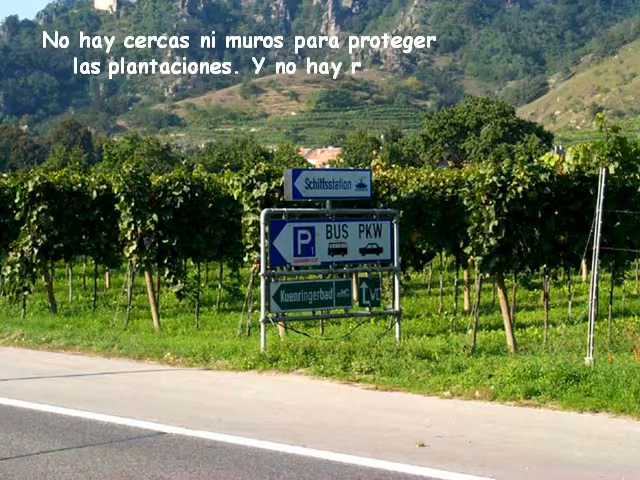 No hay cercas ni muros para proteger
las plantaciones. Y no hay r
Schiffsstation
P BUS PKW
Kuenringerbad